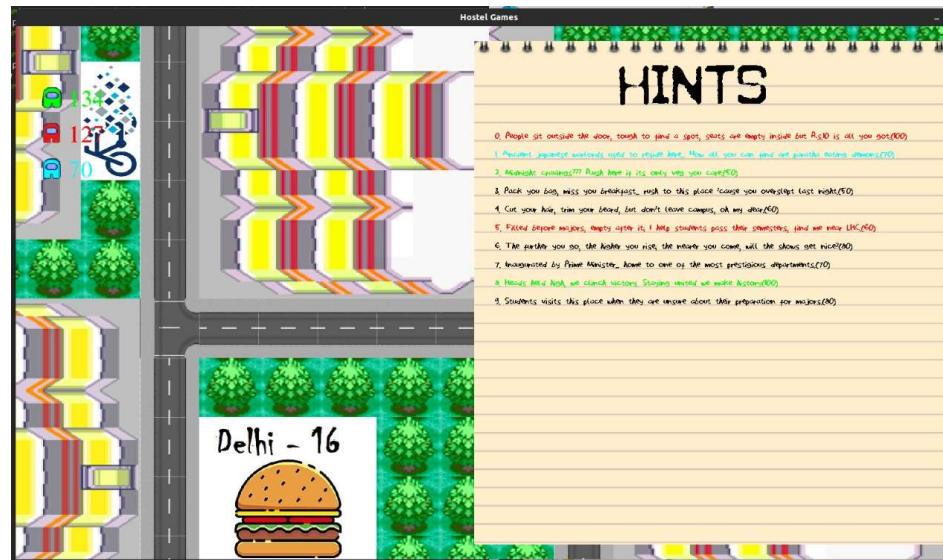 Hostel Games
134
127
70
HINTS
0. People sit outside the door, tough to find a spot, seats are empty inside but Rs10 is all you got(100)
1. Ancient japanese warlords used to reside here, Now all you can find are paratha eating demons(70)
2. Midnight cravings??? Rush here if its only veg you care(50)
3. Pack you bag, miss you breakfast, rush to this place 'cause you overslept last night(50)
4. Cut your hair, trim your beard, but don't leave campus, oh my dear(60)
5. Filled before majors, empty after it, I help students pass their semesters, find me near LHC(60)
6. The further you go, the higher you rise, the nearer you come, will the shows get nice?(80)
7. Inaugurated by Prime Minister, home to one of the most prestigious departments(70)
8. Heads held high, we clinch victory. Staying united we make history(100)
9. Students visits this place when they are unsure about their preparation for majors(80)
Delhi - 16